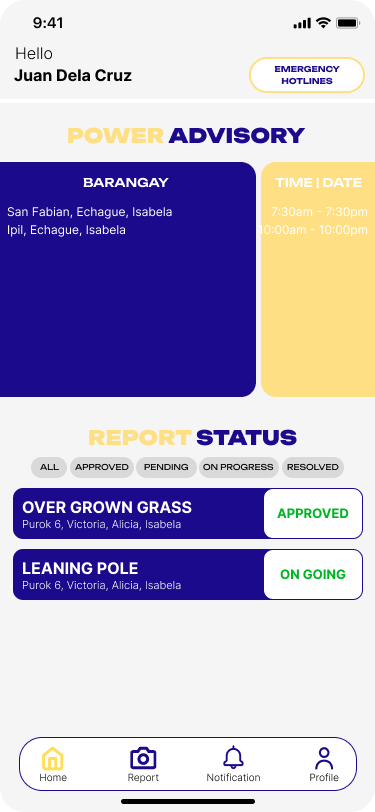 9:41
Hello
Juan Dela Cruz
EMERGENCY
HOTLINES
POWER ADVISORY
BARANGAY
San Fabian, Echague, Isabela
Ipil, Echague, Isabela
TIME | DATE
7:30am - 7:30pm
10:00am - 10:00pm
REPORT STATUS
ALL APPROVED PENDING ON PROGRESS RESOLVED
OVER GROWN GRASS
Purok 6, Victoria, Alicia, Isabela
APPROVED
LEANING POLE
Purok 6, Victoria, Alicia, Isabela
ON GOING
Home Report Notification Profile